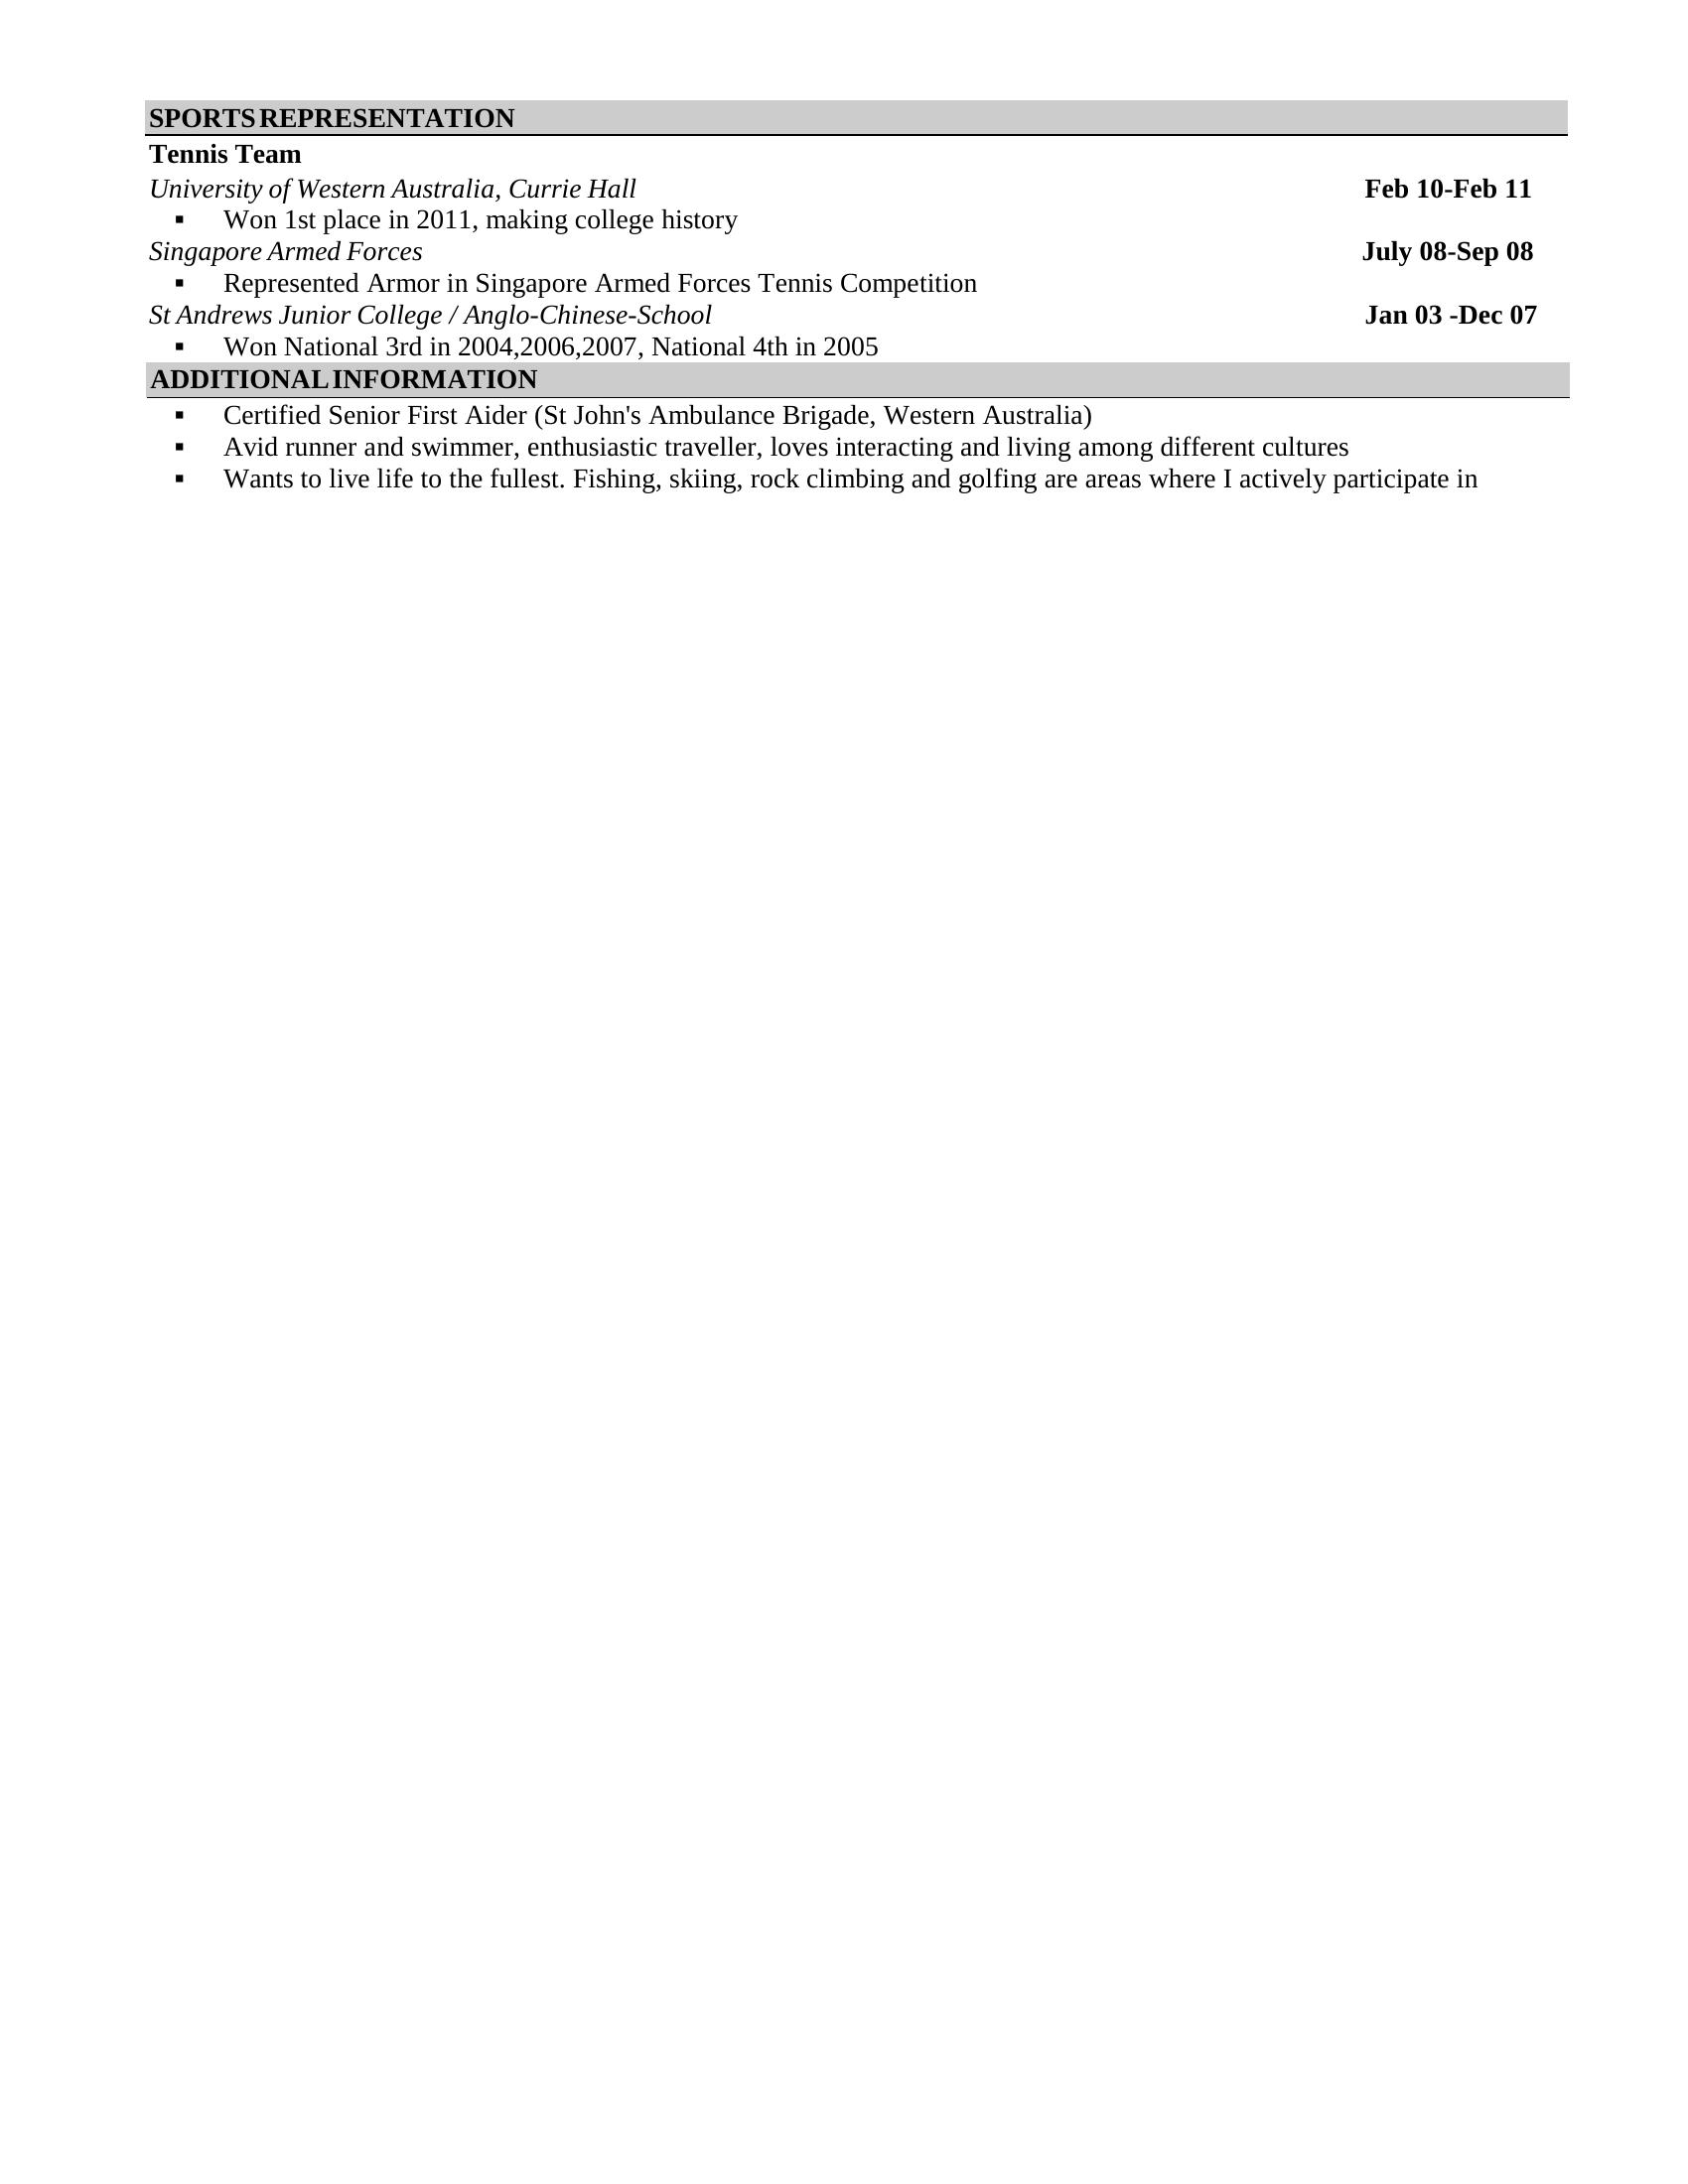 SPORTS REPRESENTATION
Tennis Team
University of Western Australia, Currie Hall Feb 10-Feb 11
▪ Won 1st place in 2011, making college history
Singapore Armed Forces July 08-Sep 08
▪ Represented Armor in Singapore Armed Forces Tennis Competition
St Andrews Junior College / Anglo-Chinese-School Jan 03 -Dec 07
▪ Won National 3rd in 2004,2006,2007, National 4th in 2005
ADDITIONAL INFORMATION
▪ Certified Senior First Aider (St John's Ambulance Brigade, Western Australia)
▪ Avid runner and swimmer, enthusiastic traveller, loves interacting and living among different cultures
▪ Wants to live life to the fullest. Fishing, skiing, rock climbing and golfing are areas where I actively participate in